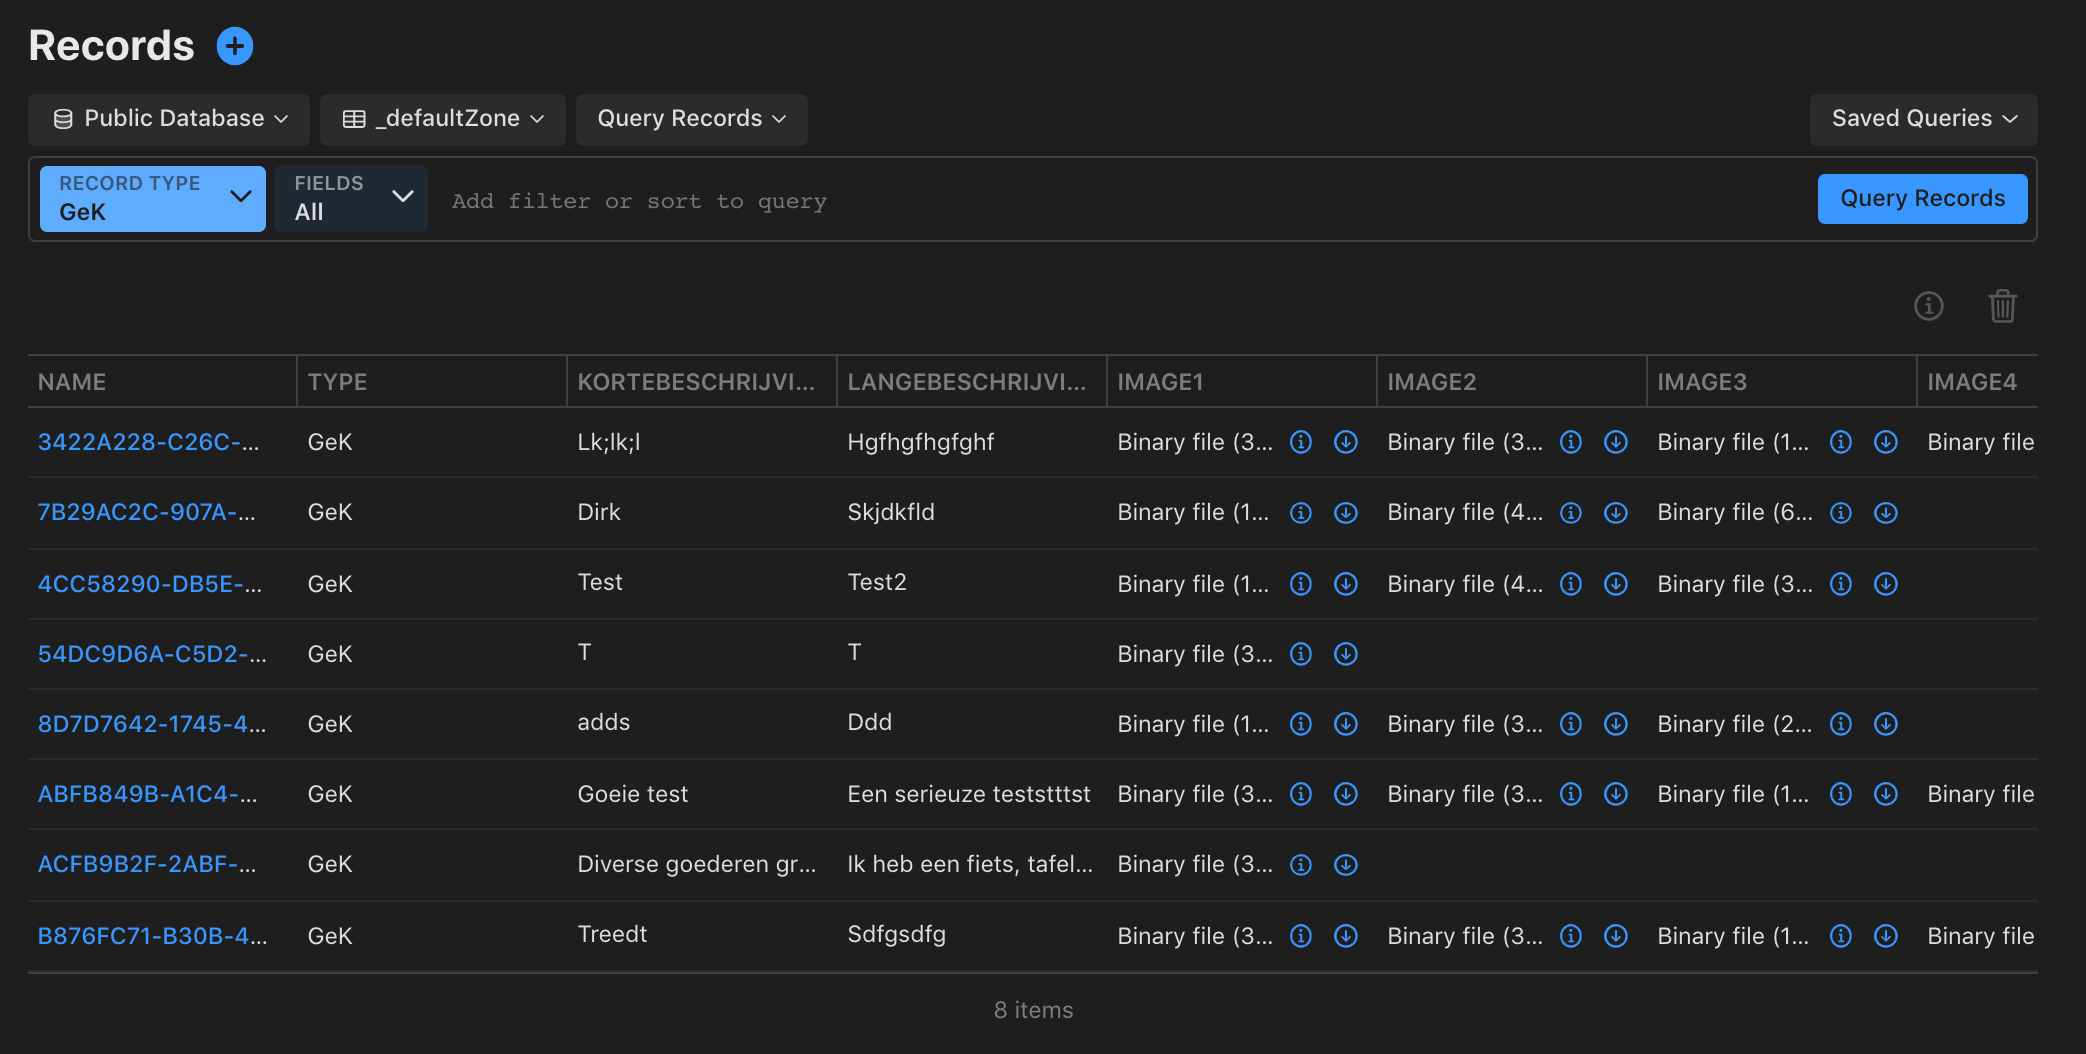 Records
Public Database _defaultZone Query Records Saved Queries
RECORD TYPE FIELDS
GeK All Add filter or sort to query Query Records
NAME TYPE KORTEBESCHRIJVI... LANGEBESCHRIJVI... IMAGE1 IMAGE2 IMAGE3 IMAGE4
3422A228-C26C-... GeK Lk;lk;l Hgfhgfhgfghf Binary file (3... Binary file (3... Binary file (1... Binary file
7B29AC2C-907A-... GeK Dirk Skjdkfld Binary file (1... Binary file (4... Binary file (6...
4CC58290-DB5E-... GeK Test Test2 Binary file (1... Binary file (4... Binary file (3...
54DC9D6A-C5D2-... GeK T T Binary file (3...
8D7D7642-1745-4... GeK adds Ddd Binary file (1... Binary file (3... Binary file (2...
ABFB849B-A1C4-... GeK Goeie test Een serieuze teststttst Binary file (3... Binary file (3... Binary file (1... Binary file
ACFB9B2F-2ABF-... GeK Diverse goederen gr... Ik heb een fiets, tafel... Binary file (3...
B876FC71-B30B-4... GeK Treedt Sdfgsdfg Binary file (3... Binary file (3... Binary file (1... Binary file
8 items